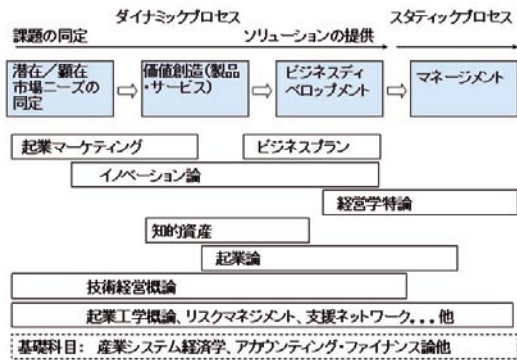 ダイナミックプロセス
スタティックプロセス
課題の同定
ソリューションの提供
潜在／顕在
市場ニーズの
同定
価値創造(製品
・サービス)
ビジネスディ
ベロップメント
マネージメント
起業マーケティング
ビジネスプラン
イノベーション論
経営学特論
知的資産
起業論
技術経営概論
起業工学概論、リスクマネジメント、支援ネットワーク...他
基礎科目: 産業システム経済学、アカウンティング・ファイナンス論他